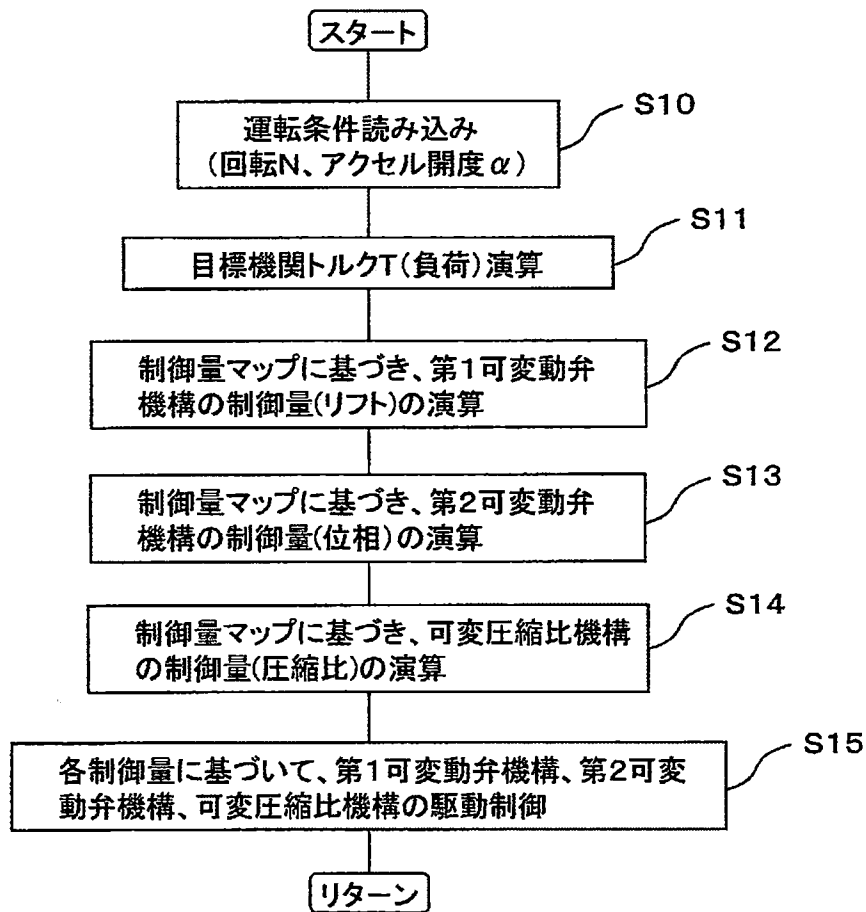 スタート
運転条件読み込み
(回転N、アクセル開度α)
S10
目標機関トルクT(負荷)演算
S11
制御量マップに基づき、第1可変動弁
機構の制御量(リフト)の演算
S12
制御量マップに基づき、第2可変動弁
機構の制御量(位相)の演算
S13
制御量マップに基づき、可変圧縮比機構
の制御量(圧縮比)の演算
S14
各制御量に基づいて、第1可変動弁機構、第2可変
動弁機構、可変圧縮比機構の駆動制御
S15
リターン